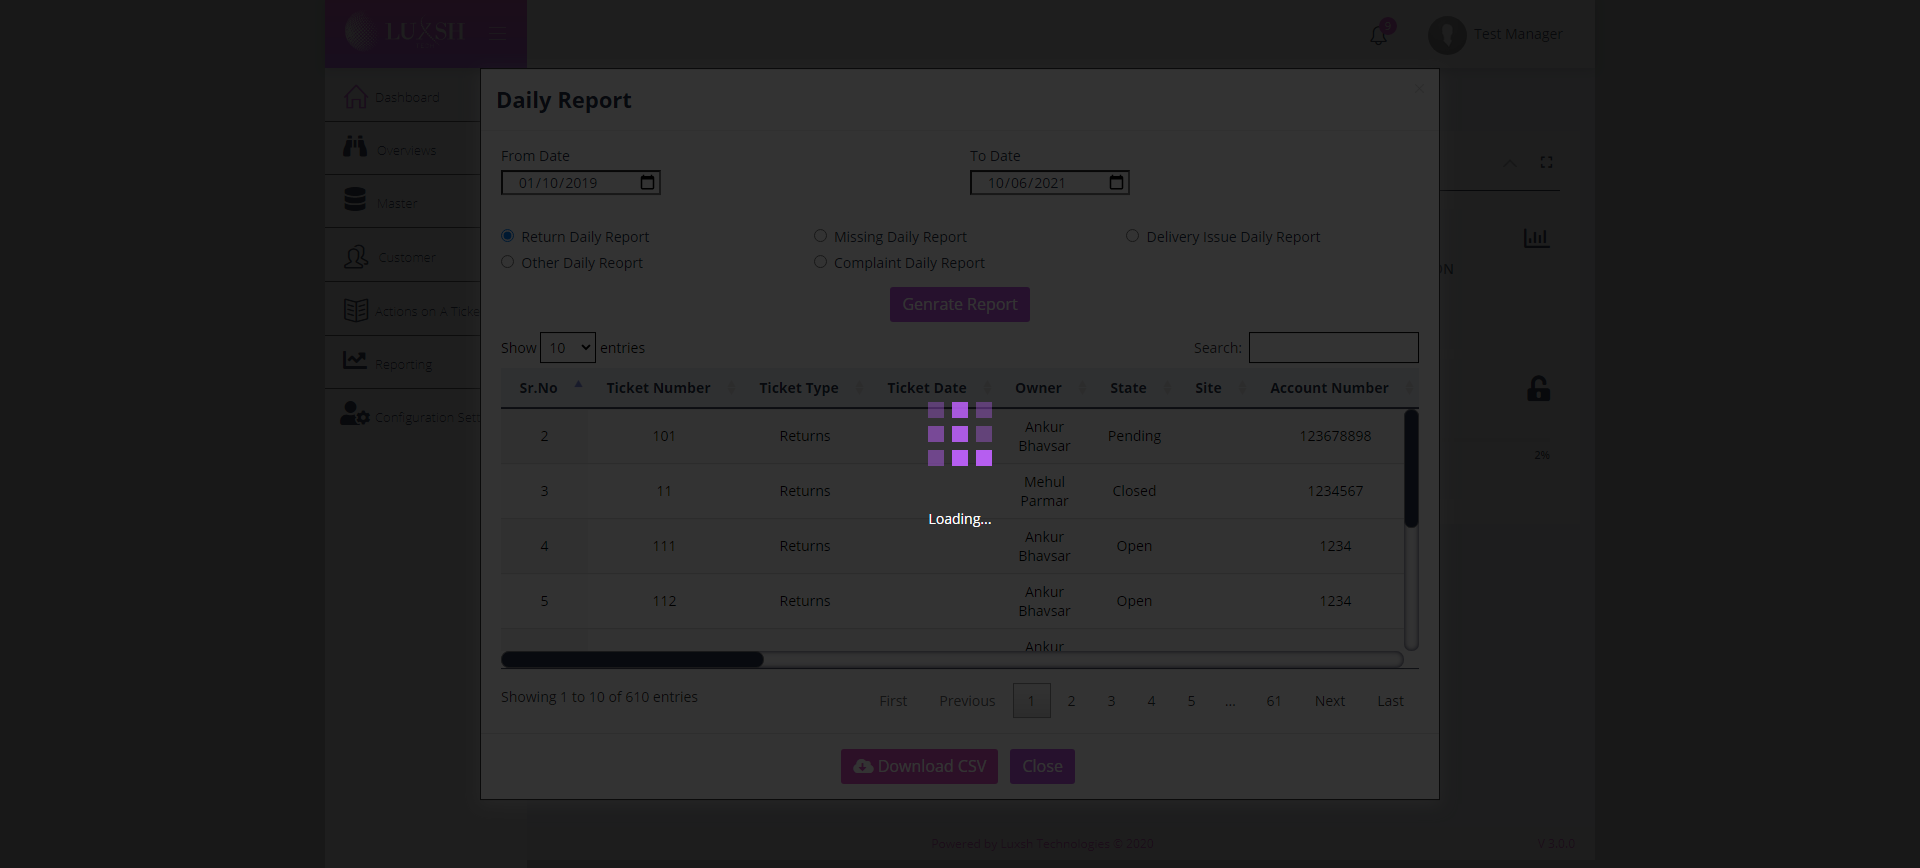 LUXSH
0
Test Manager
Dashboard
Overviews
Master
Customer
Actions on A Ticke
Reporting
Configuration Sett
Daily Report
×
From Date
To Date
01/10/2019
10/06/2021
Return Daily Report
Missing Daily Report
Delivery Issue Daily Report
Other Daily Reoprt
Complaint Daily Report
ON
Genrate Report
Show 10 entries
Search:
Sr.No Ticket Number Ticket Type Ticket Date Owner State Site Account Number
2 101 Returns Ankur Bhavsar Pending 123678898
3 11 Returns Mehul Parmar Closed 1234567
4 111 Returns Ankur Bhavsar Open 1234
5 112 Returns Ankur Bhavsar Open 1234
Ankur
2%
Loading...
Showing 1 to 10 of 610 entries
First Previous 1 2 3 4 5 ... 61 Next Last
Download CSV
Close
Powered by Luxsh Technologies © 2020
V 3.0.0